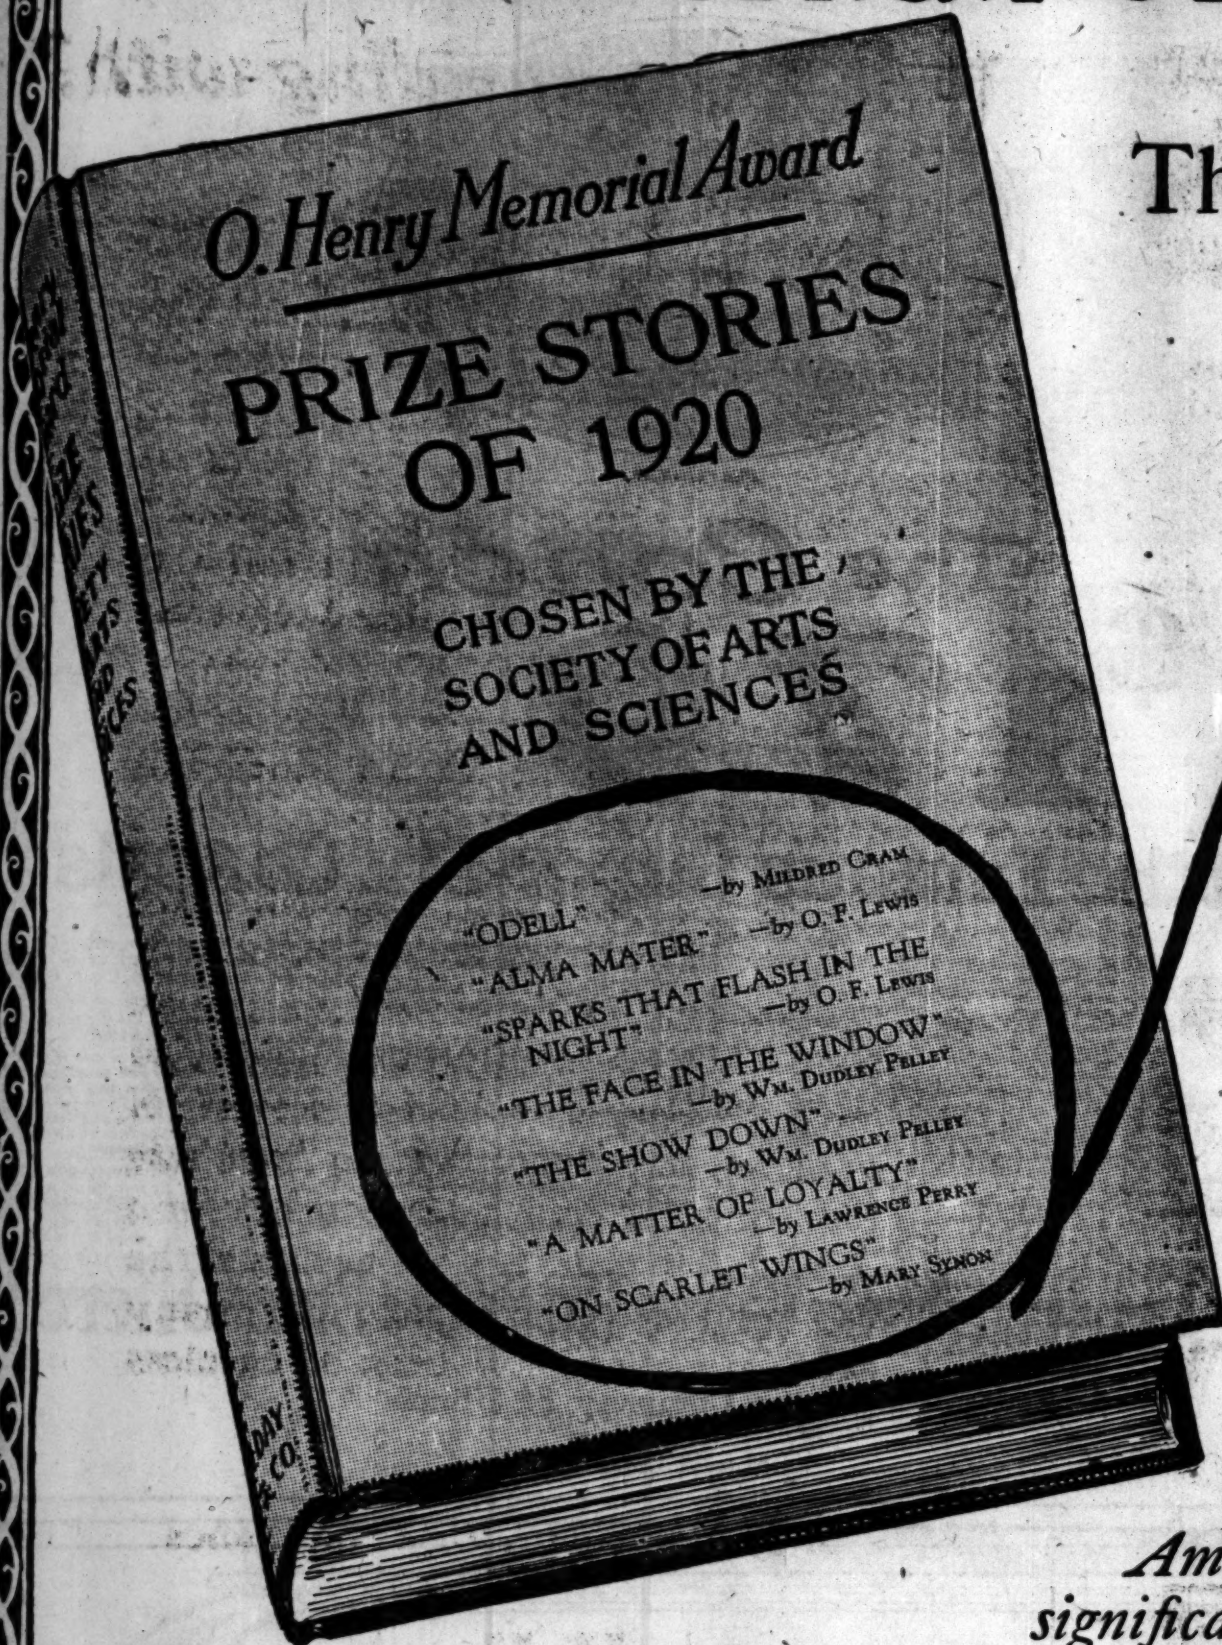 Th
O. Henry Memorial Award
PRIZE STORIES
OF 1920
CHOSEN BY THE
SOCIETY OF ARTS
AND SCIENCES
"ODELL" —by MILDRED CRAM
"ALMA MATER" —by O. F. LEWIS
"SPARKS THAT FLASH IN THE
NIGHT" —by O. F. LEWIS
"THE FACE IN THE WINDOW"
—by WM. DUDLEY PELLEY
"THE SHOW DOWN"
—by WM. DUDLEY PELLEY
"A MATTER OF LOYALTY"
—by LAWRENCE PERRY
"ON SCARLET WINGS"
—by MARY SYNON
DAY
& CO.
Am
significa